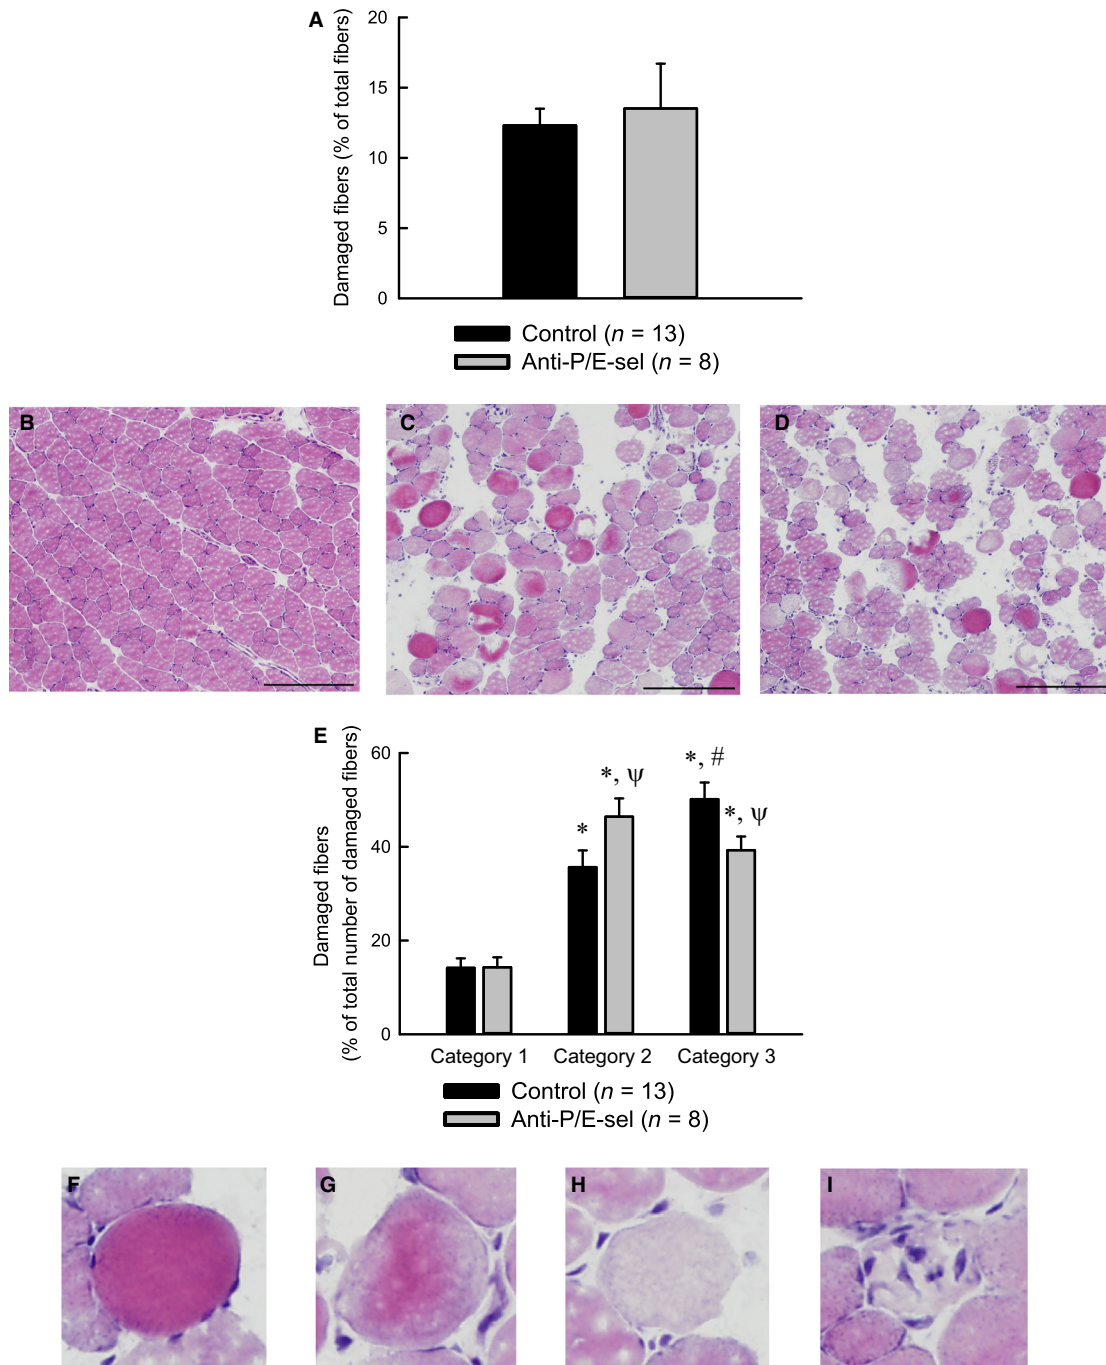 A
Damaged fibers (% of total fibers)
20
15
10
5
0
Control (n = 13)
Anti-P/E-sel (n = 8)
B
C
D
E
Damaged fibers
(% of total number of damaged fibers)
60
40
20
0
*
*, ψ
*, #
*, ψ
Category 1 Category 2 Category 3
Control (n = 13)
Anti-P/E-sel (n = 8)
F
G
H
I